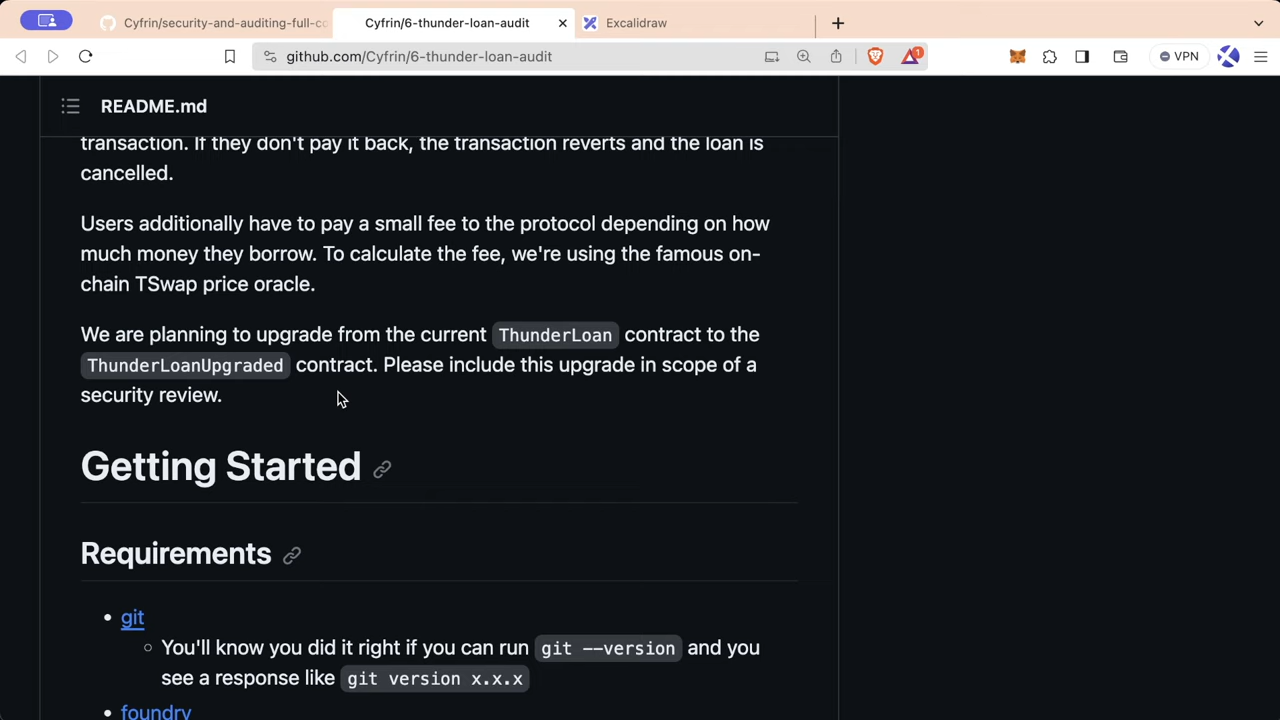 Cyfrin/security-and-auditing-full-cc
Cyfrin/6-thunder-loan-audit
Excalidraw
github.com/Cyfrin/6-thunder-loan-audit
1
VPN
README.md
transaction. If they don't pay it back, the transaction reverts and the loan is
cancelled.
Users additionally have to pay a small fee to the protocol depending on how
much money they borrow. To calculate the fee, we're using the famous on-
chain TSwap price oracle.
We are planning to upgrade from the current ThunderLoan contract to the
ThunderLoanUpgraded contract. Please include this upgrade in scope of a
security review.
Getting Started
Requirements
• git
◦ You'll know you did it right if you can run git --version and you
see a response like git version x.x.x
• foundry